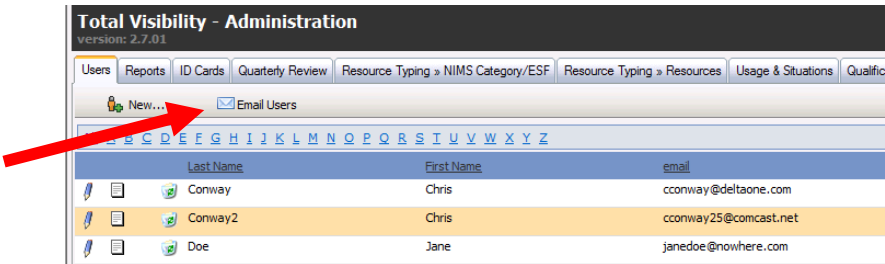 Total Visibility - Administration
version: 2.7.01
Users Reports ID Cards Quarterly Review Resource Typing » NIMS Category/ESF Resource Typing » Resources Usage & Situations Qualific
New... Email Users
B C D E F G H I J K L M N O P Q R S T U V W X Y Z
Last Name First Name email
Conway Chris cconway@deltaone.com
Conway2 Chris cconway25@comcast.net
Doe Jane janedoe@nowhere.com